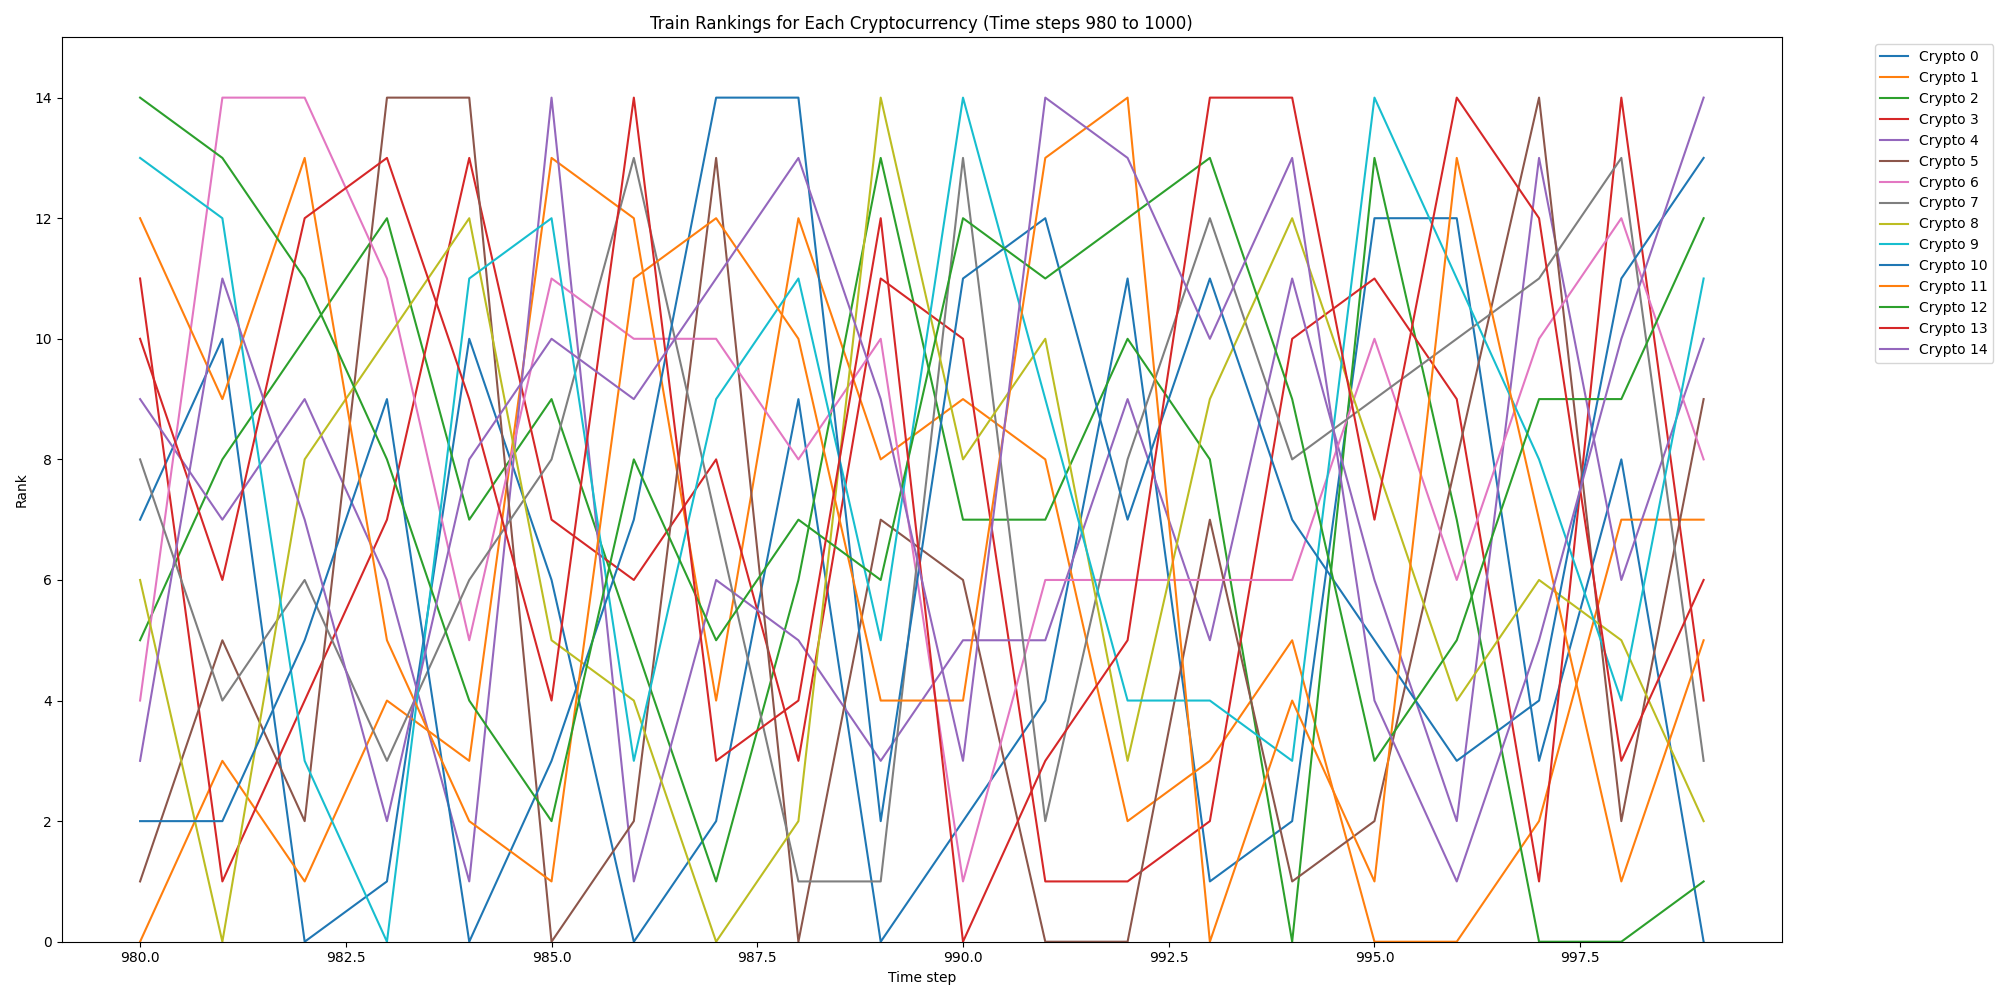 Train Rankings for Each Cryptocurrency (Time steps 980 to 1000)
Crypto 0
Crypto 1
Crypto 2
Crypto 3
Crypto 4
Crypto 5
Crypto 6
Crypto 7
Crypto 8
Crypto 9
Crypto 10
Crypto 11
Crypto 12
Crypto 13
Crypto 14
Rank
14
12
10
8
6
4
2
0
980.0 982.5 985.0 987.5 990.0 992.5 995.0 997.5
Time step